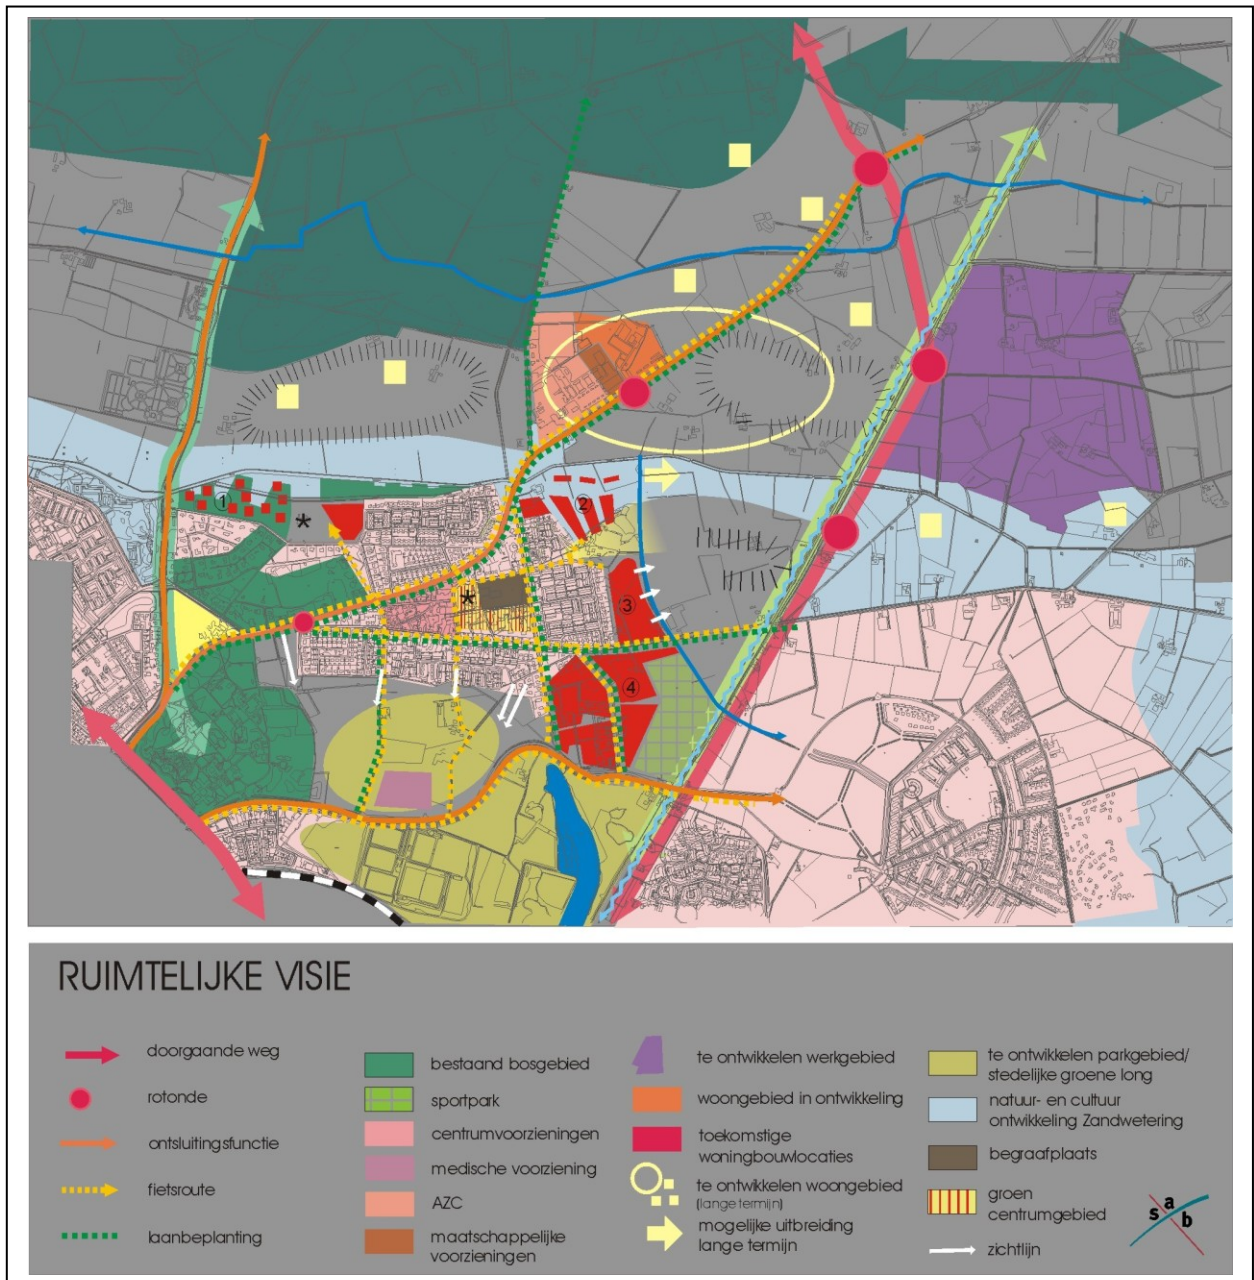 ①
②
*
*
③
④
RUIMTELIJKE VISIE
doorgaande weg
rotonde
ontsluitingsfunctie
fietsroute
laanbeplanting
bestaand bosgebied
sportpark
centrumvoorzieningen
medische voorziening
AZC
maatschappelijke
voorzieningen
te ontwikkelen werkgebied
woongebied in ontwikkeling
toekomstige
woningbouwlocaties
te ontwikkelen woongebied
(lange termijn)
mogelijke uitbreiding
lange termijn
te ontwikkelen parkgebied/
stedelijke groene long
natuur- en cultuur
ontwikkeling Zandwetering
begraafplaats
groen
centrumgebied
zichtlijn
s a b